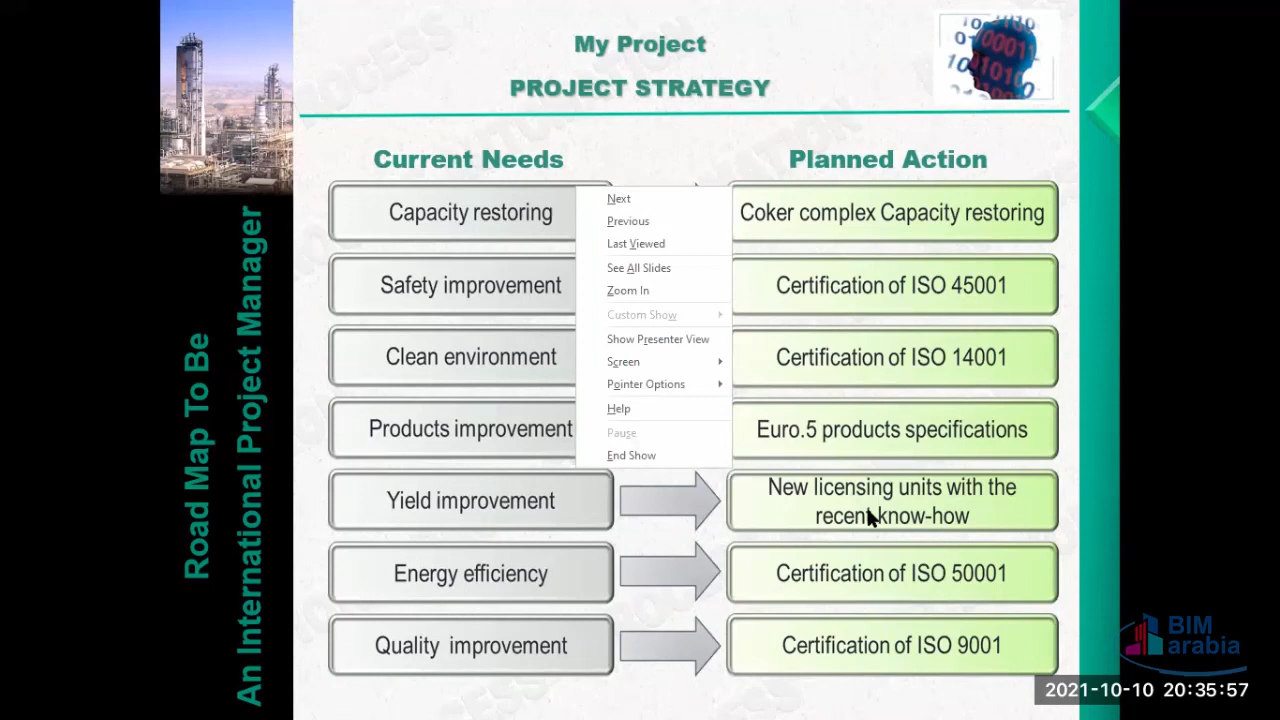 My Project
PROJECT STRATEGY
Current Needs
Planned Action
Capacity restoring
Coker complex Capacity restoring
Safety improvement
Certification of ISO 45001
Clean environment
Certification of ISO 14001
Products improvement
Euro.5 products specifications
Yield improvement
New licensing units with the
recent know-how
Energy efficiency
Certification of ISO 50001
Quality improvement
Certification of ISO 9001
Next
Previous
Last Viewed
See All Slides
Zoom In
Custom Show
Show Presenter View
Screen
Pointer Options
Help
Pause
End Show
Road Map To Be
An International Project Manager
BIM
arabia
2021-10-10 20:35:57